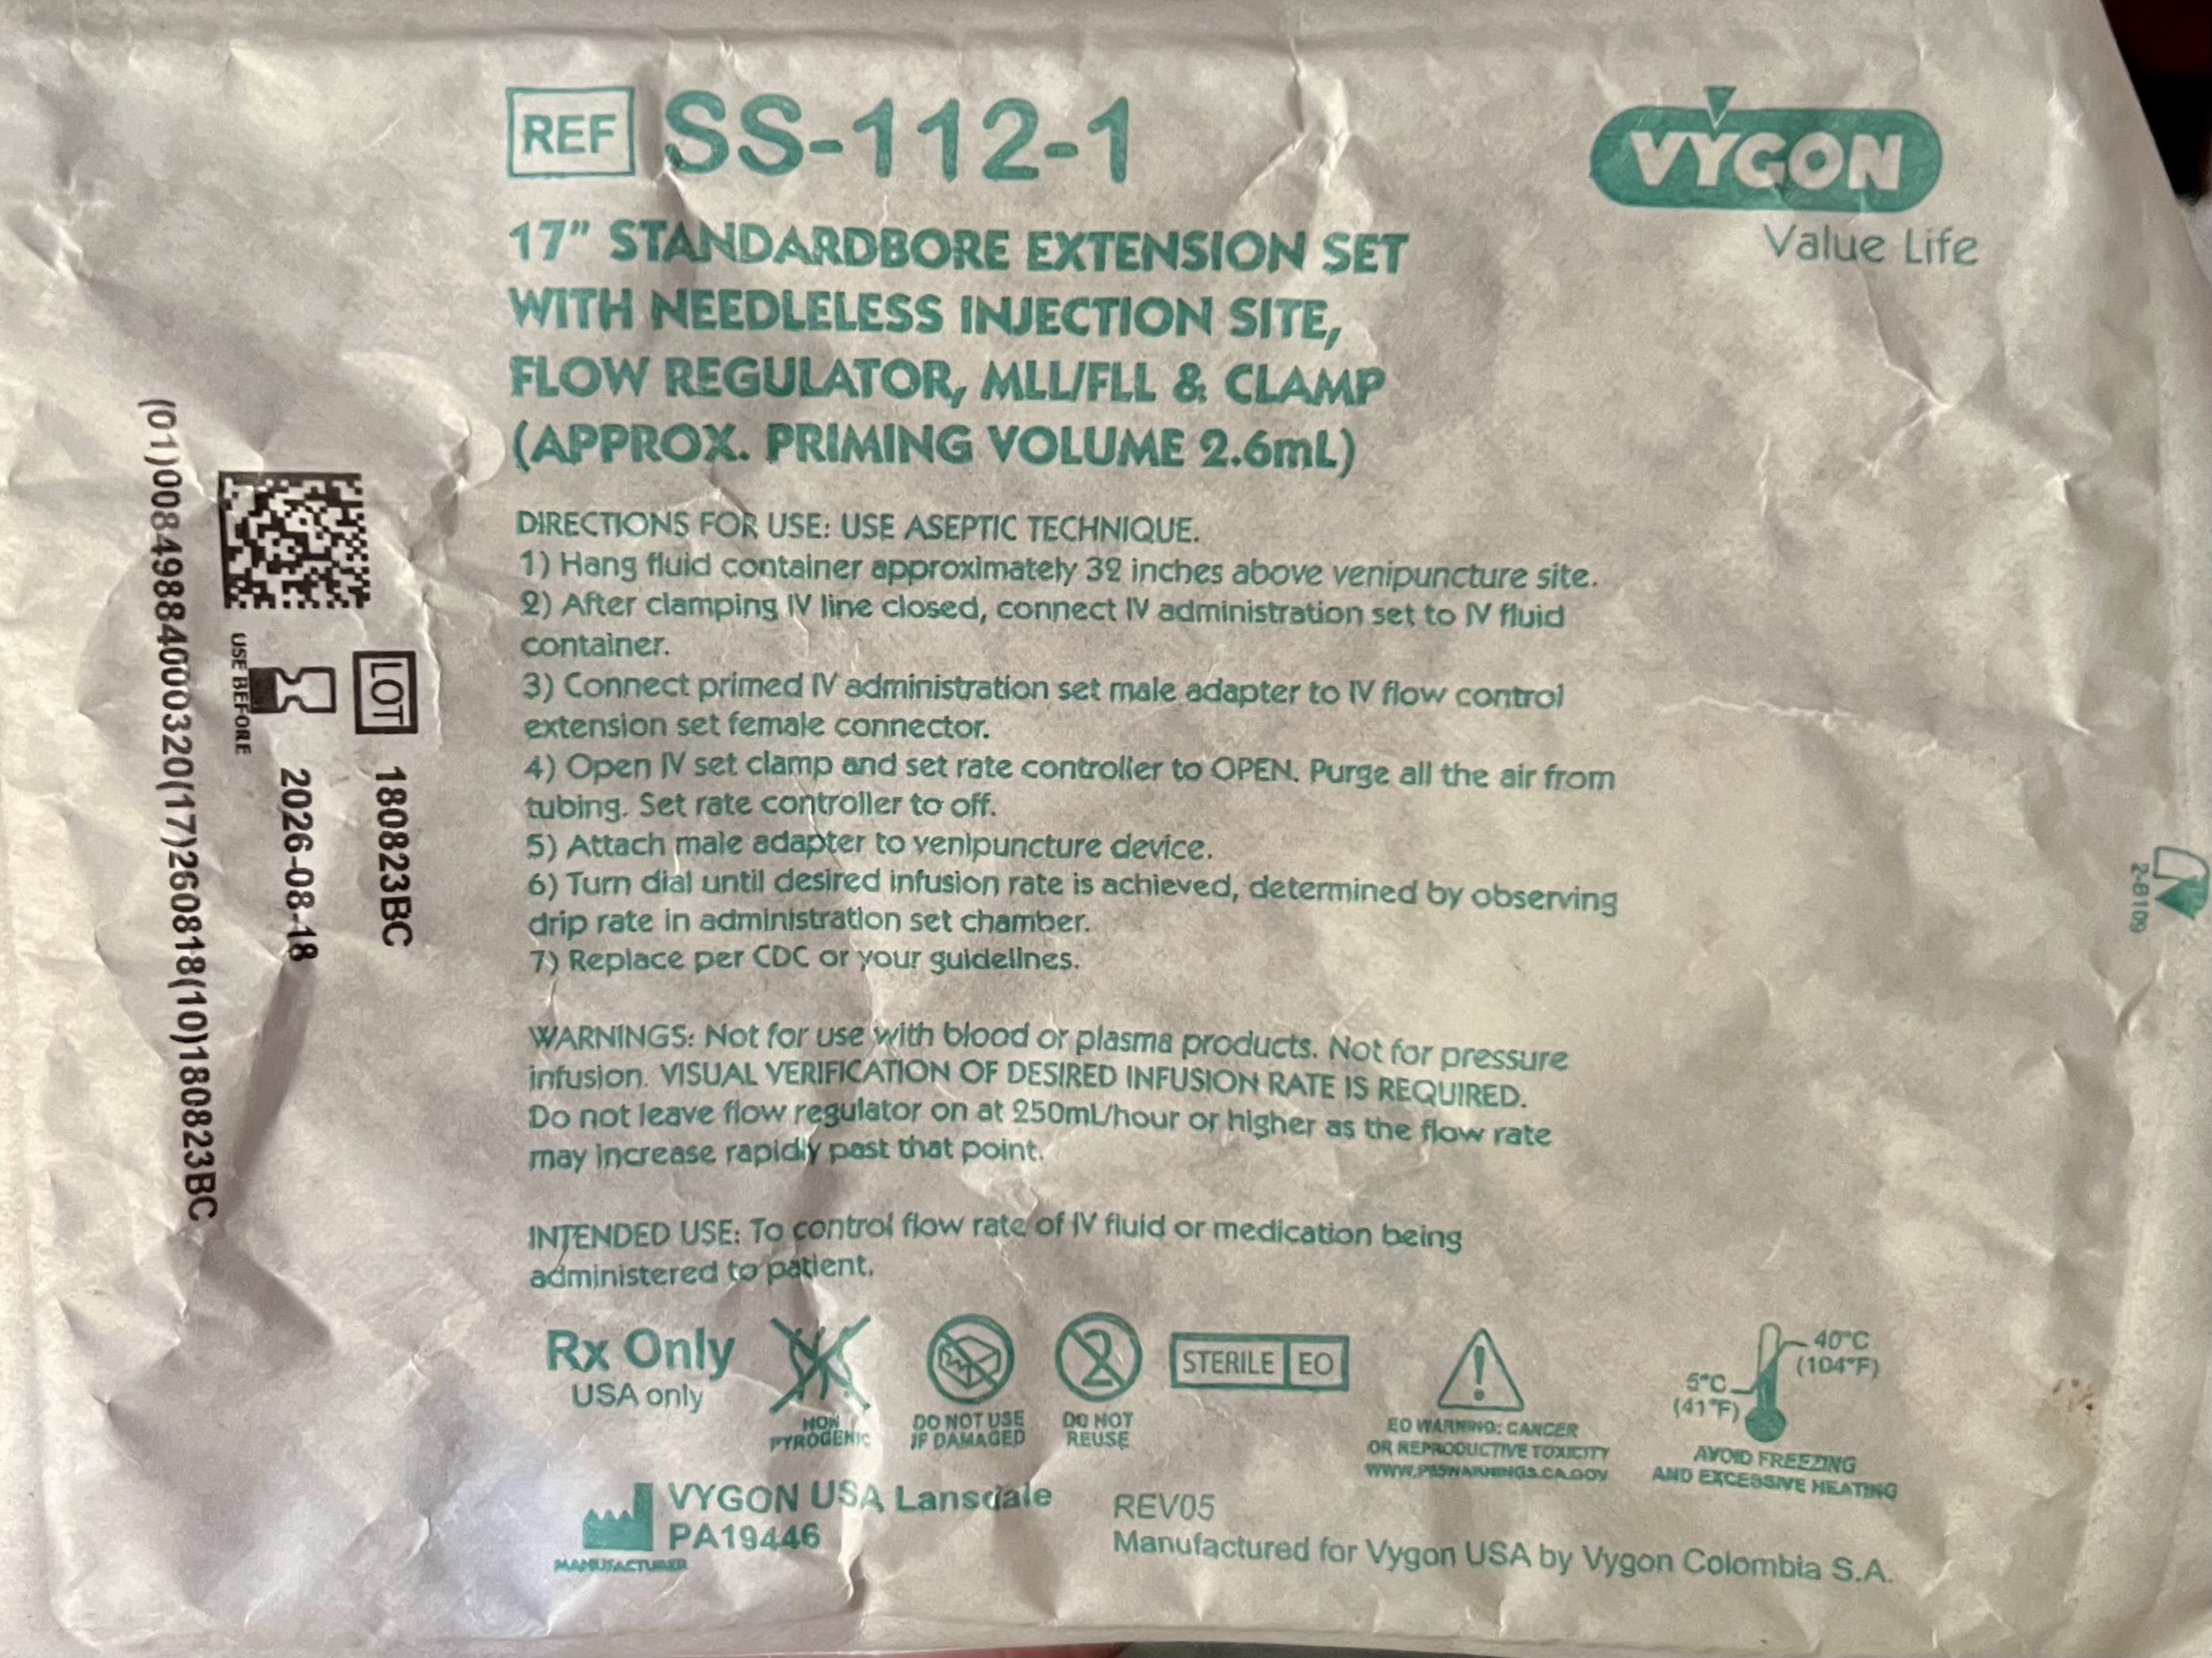 REF SS-112-1
VYGON
Value Life
17" STANDARDBORE EXTENSION SET
WITH NEEDLELESS INJECTION SITE,
FLOW REGULATOR, MLL/FLL & CLAMP
(APPROX. PRIMING VOLUME 2.6mL)
DIRECTIONS FOR USE: USE ASEPTIC TECHNIQUE.
1) Hang fluid container approximately 32 inches above venipuncture site.
2) After clamping IV line closed, connect IV administration set to IV fluid
container.
3) Connect primed IV administration set male adapter to IV flow control
extension set female connector.
4) Open IV set clamp and set rate controller to OPEN. Purge all the air from
tubing. Set rate controller to off.
5) Attach male adapter to venipuncture device.
6) Turn dial until desired infusion rate is achieved, determined by observing
drip rate in administration set chamber.
7) Replace per CDC or your guidelines.
WARNINGS: Not for use with blood or plasma products. Not for pressure
infusion. VISUAL VERIFICATION OF DESIRED INFUSION RATE IS REQUIRED.
Do not leave flow regulator on at 250mL/hour or higher as the flow rate
may increase rapidly past that point.
INTENDED USE: To control flow rate of IV fluid or medication being
administered to patient.
Rx Only
USA only
NON
PYROGENIC
DO NOT USE
IF DAMAGED
2
DO NOT
REUSE
STERILE EO
EO WARNING: CANCER
OR REPRODUCTIVE TOXICITY
WWW.P65WARNINGS.CA.GOV
40°C
(104°F)
5°C
(41°F)
AVOID FREEZING
AND EXCESSIVE HEATING
VYGON USA Lansdale
PA19446
MANUFACTURER
REV05
Manufactured for Vygon USA by Vygon Colombia S.A.
LOT 180823BC
USE BEFORE
2026-08-18
(01)00849884000320(17)260818(10)180823BC